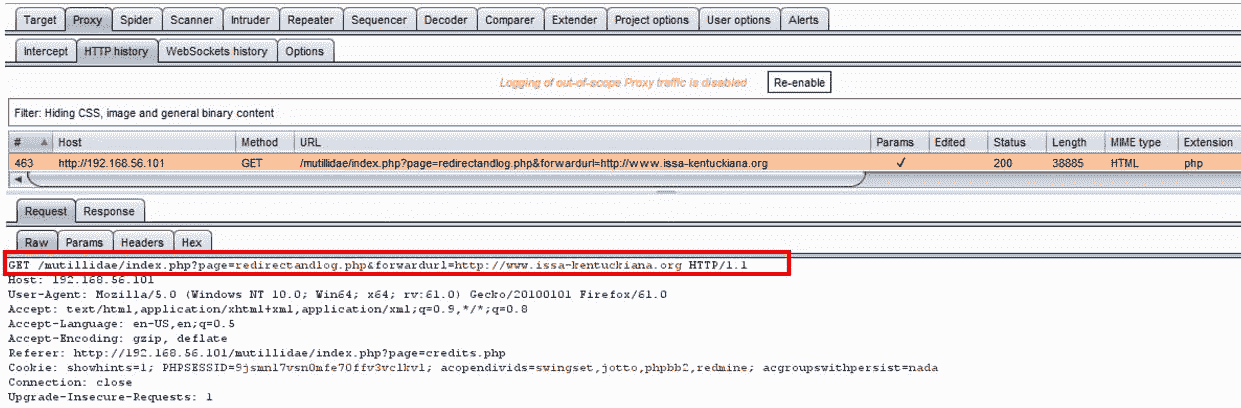 Target Proxy Spider Scanner Intruder Repeater Sequencer Decoder Comparer Extender Project options User options Alerts
Intercept HTTP history WebSockets history Options
Logging of out-of-scope Proxy traffic is disabled Re-enable
Filter: Hiding CSS, image and general binary content
# Host Method URL Params Edited Status Length MIME type Extension
463 http://192.168.56.101 GET /mutillidae/index.php?page=redirectandlog.php&forwardurl=http://www.issa-kentuckiana.org ✓ 200 38885 HTML php
Request Response
Raw Params Headers Hex
GET /mutillidae/index.php?page=redirectandlog.php&forwardurl=http://www.issa-kentuckiana.org HTTP/1.1
Host: 192.168.56.101
User-Agent: Mozilla/5.0 (Windows NT 10.0; Win64; x64; rv:61.0) Gecko/20100101 Firefox/61.0
Accept: text/html,application/xhtml+xml,application/xml;q=0.9,*/*;q=0.8
Accept-Language: en-US,en;q=0.5
Accept-Encoding: gzip, deflate
Referer: http://192.168.56.101/mutillidae/index.php?page=credits.php
Cookie: showhints=1; PHPSESSID=9jsmn17vsn0mfe70ffv3vc1kv1; acopendivids=swingset,jotto,phpbb2,redmine; acgroupswithpersist=nada
Connection: close
Upgrade-Insecure-Requests: 1